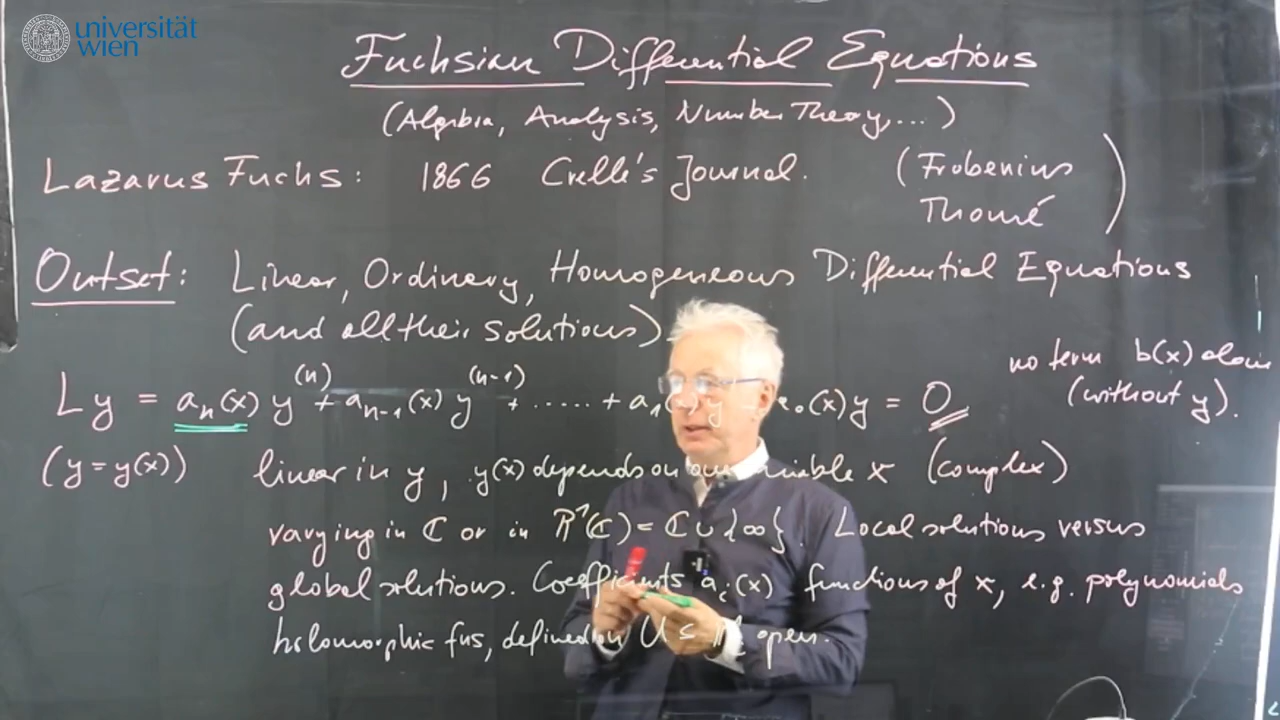 universität
wien
Fuchsian Differential Equations
(Algebra, Analysis, Number Theory, ...)
Lazarus Fuchs: 1866 Crelle's Journal. (Frobenius
Thomé)
Outset: Linear, Ordinary, Homogeneous Differential Equations
(and all their solutions)
no term b(x) alone
(without y).
Ly = aₙ(x) y⁽ⁿ⁾ + aₙ₋₁(x) y⁽ⁿ⁻¹⁾ + ..... + a₁(x) y + a₀(x)y = 0
(y = y(x)) linear in y, y(x) depends on one variable x (complex)
varying in ℂ or in ℙ¹(ℂ) = ℂ ∪ {∞}. Local solutions versus
global solutions. Coefficients aᵢ(x) functions of x, e.g. polynomials
holomorphic fns, defined on U ⊆ open.